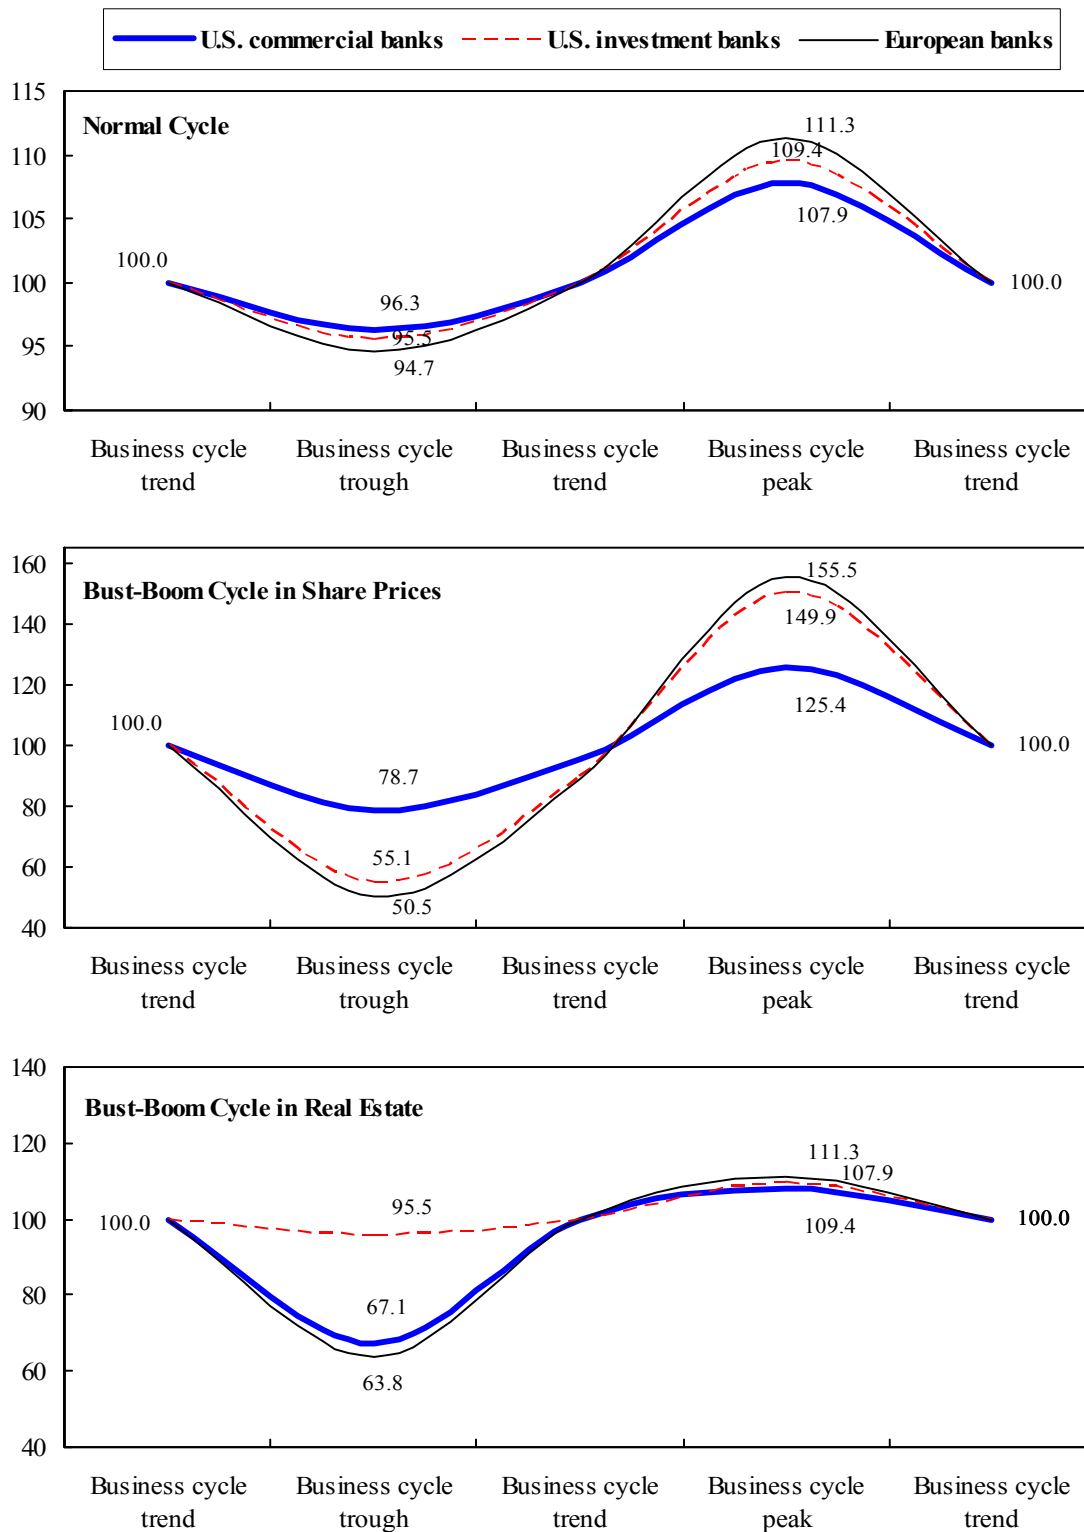 U.S. commercial banks U.S. investment banks European banks
115
Normal Cycle
111.3
110
109.4
107.9
105
100.0
100
100.0
96.3
95
95.5
94.7
90
Business cycle trend
Business cycle trough
Business cycle trend
Business cycle peak
Business cycle trend
160
Bust-Boom Cycle in Share Prices
155.5
149.9
140
120
125.4
100.0
100
100.0
80
78.7
60
55.1
50.5
40
Business cycle trend
Business cycle trough
Business cycle trend
Business cycle peak
Business cycle trend
140
Bust-Boom Cycle in Real Estate
120
111.3
107.9
95.5
100
100.0
109.4
100.0
80
67.1
60
63.8
40
Business cycle trend
Business cycle trough
Business cycle trend
Business cycle peak
Business cycle trend